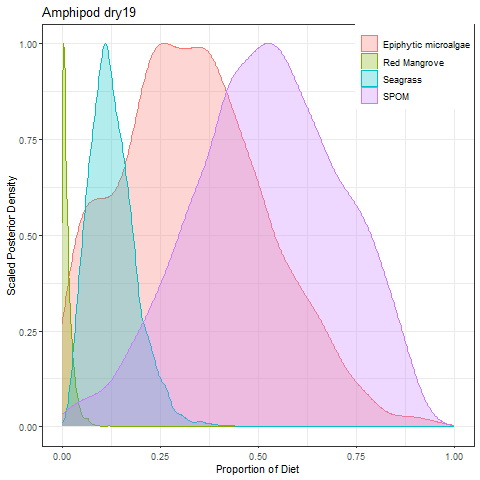 Amphipod dry19
Epiphytic microalgae
Red Mangrove
Seagrass
SPOM
Scaled Posterior Density
1.00
0.75
0.50
0.25
0.00
0.00 0.25 0.50 0.75 1.00
Proportion of Diet